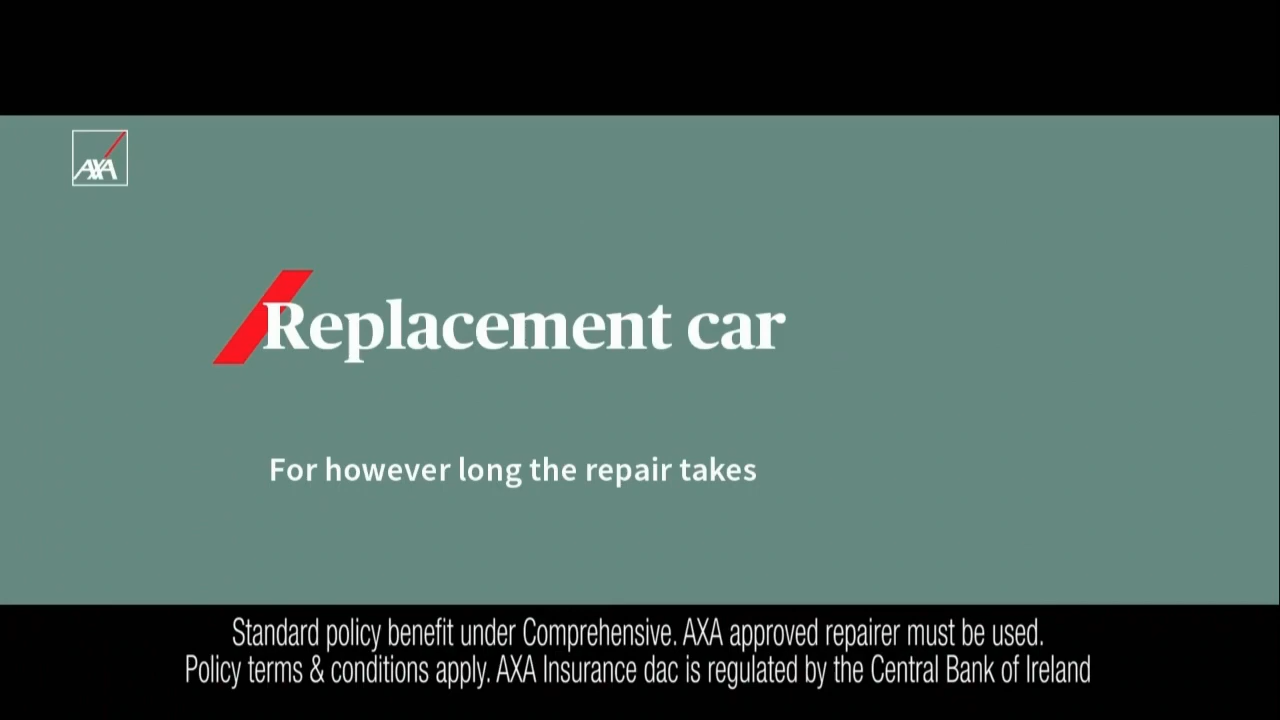 AXA
Replacement car
For however long the repair takes
Standard policy benefit under Comprehensive. AXA approved repairer must be used.
Policy terms & conditions apply. AXA Insurance dac is regulated by the Central Bank of Ireland